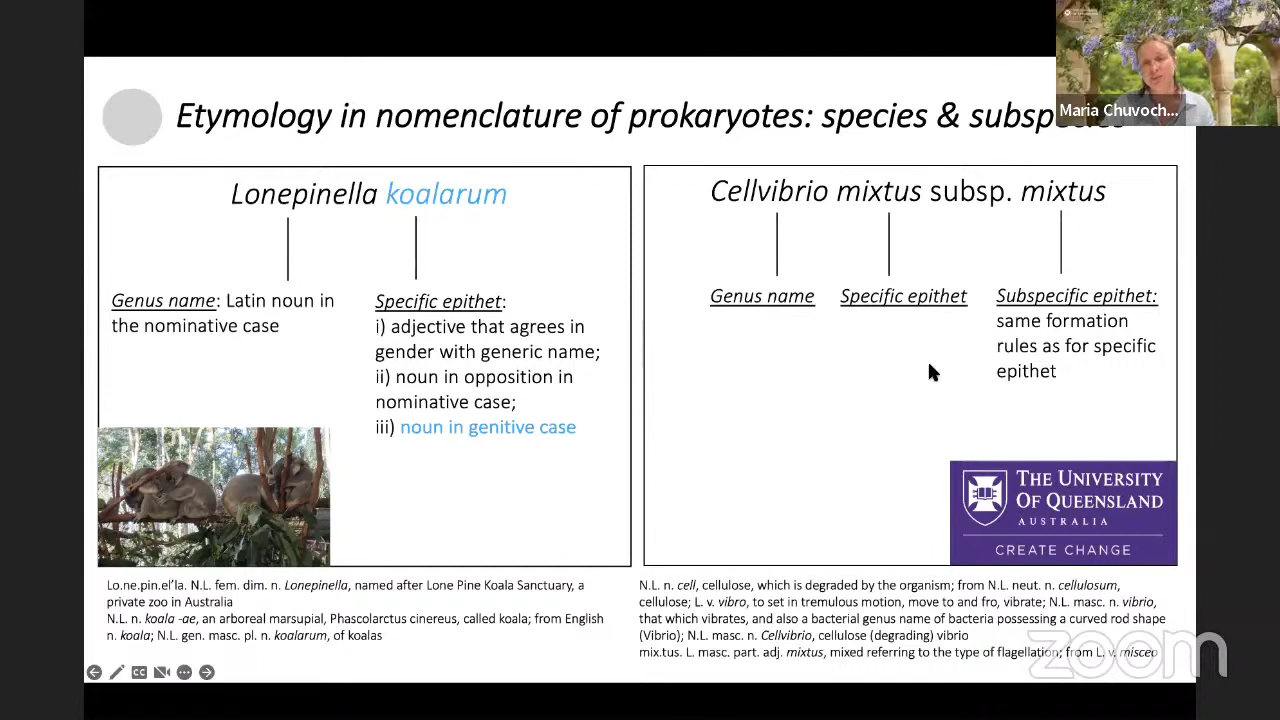 Etymology in nomenclature of prokaryotes: species & subspecies
Maria Chuvoch...
Lonepinella koalarum
Genus name: Latin noun in
the nominative case
Specific epithet:
i) adjective that agrees in
gender with generic name;
ii) noun in opposition in
nominative case;
iii) noun in genitive case
Cellvibrio mixtus subsp. mixtus
Genus name
Specific epithet
Subspecific epithet:
same formation
rules as for specific
epithet
THE UNIVERSITY
OF QUEENSLAND
AUSTRALIA
CREATE CHANGE
Lo.ne.pin.el’la. N.L. fem. dim. n. Lonepinella, named after Lone Pine Koala Sanctuary, a
private zoo in Australia
N.L. n. koala -ae, an arboreal marsupial, Phascolarctinus cinereus, called koala; from English
n. koala; N.L. gen. masc. pl. n. koalarum, of koalas
N.L. n. cell, cellulose, which is degraded by the organism; from N.L. neut. n. cellulosum,
cellulose; L. v. vibro, to set in tremulous motion, move to and fro, vibrate; N.L. masc. n. vibrio,
that which vibrates, and also a bacterial genus name of bacteria possessing a curved rod shape
(Vibrio); N.L. masc. n. Cellvibrio, cellulose (degrading) vibrio
mix.tus. L. masc. part. adj. mixtus, mixed referring to the type of flagellation; from L. v. misceo
CC
zoom